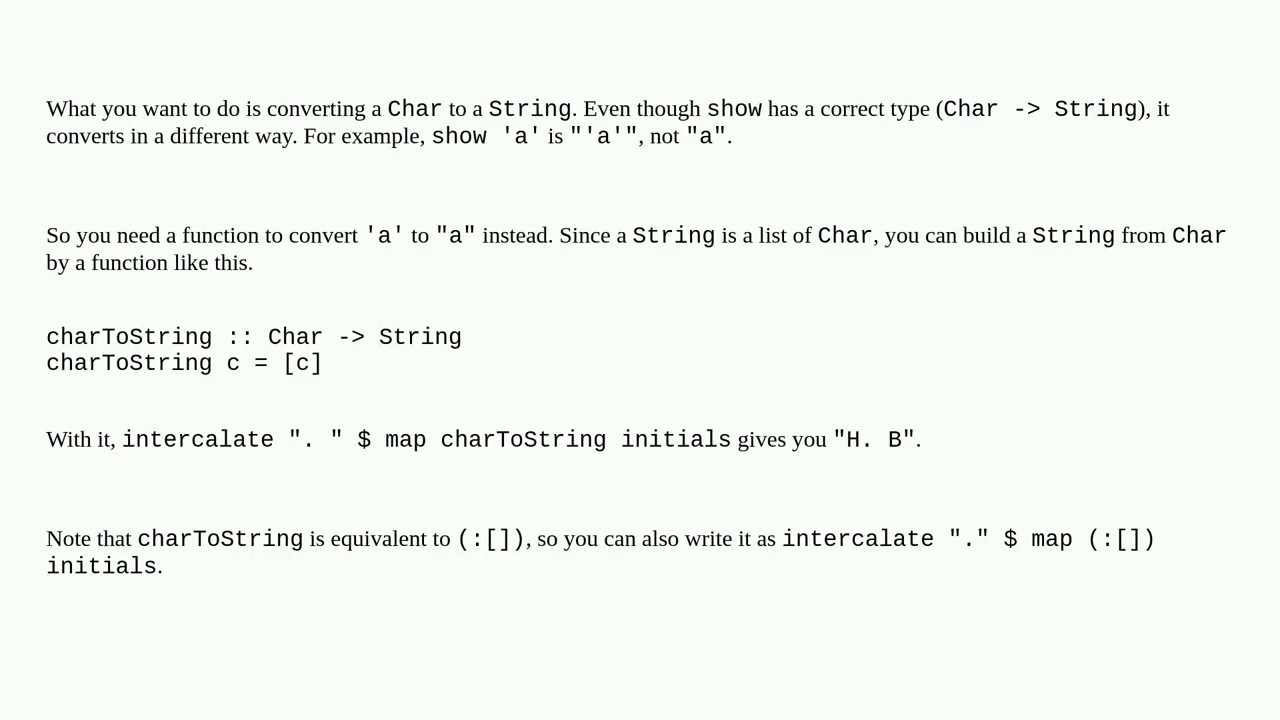 What you want to do is converting a Char to a String. Even though show has a correct type (Char -> String), it
converts in a different way. For example, show 'a' is "'a'", not "a".
So you need a function to convert 'a' to "a" instead. Since a String is a list of Char, you can build a String from Char
by a function like this.
charToString :: Char -> String
charToString c = [c]
With it, intercalate ". " $ map charToString initials gives you "H. B".
Note that charToString is equivalent to (:[]), so you can also write it as intercalate "." $ map (:[])
initials.